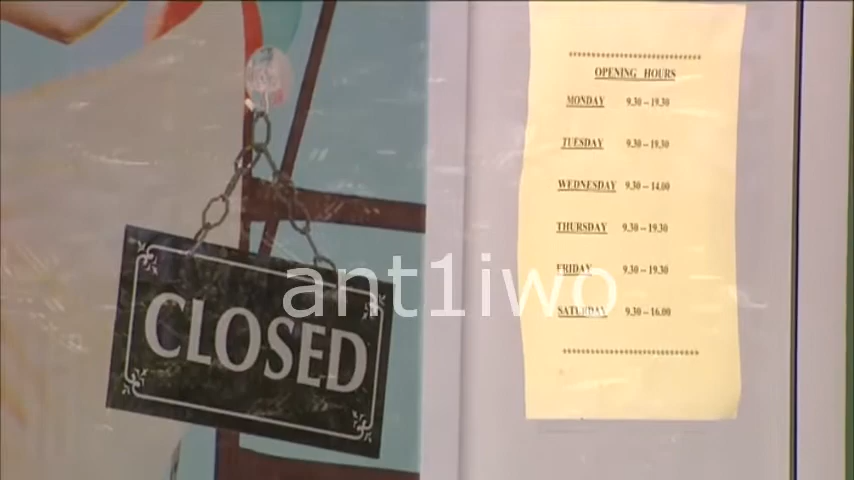 OPENING HOURS
MONDAY 9.30 – 19.30
TUESDAY 9.30 – 19.30
WEDNESDAY 9.30 – 14.00
THURSDAY 9.30 – 19.30
FRIDAY 9.30 – 19.30
SATURDAY 9.30 – 16.00
CLOSED
ant1iwo